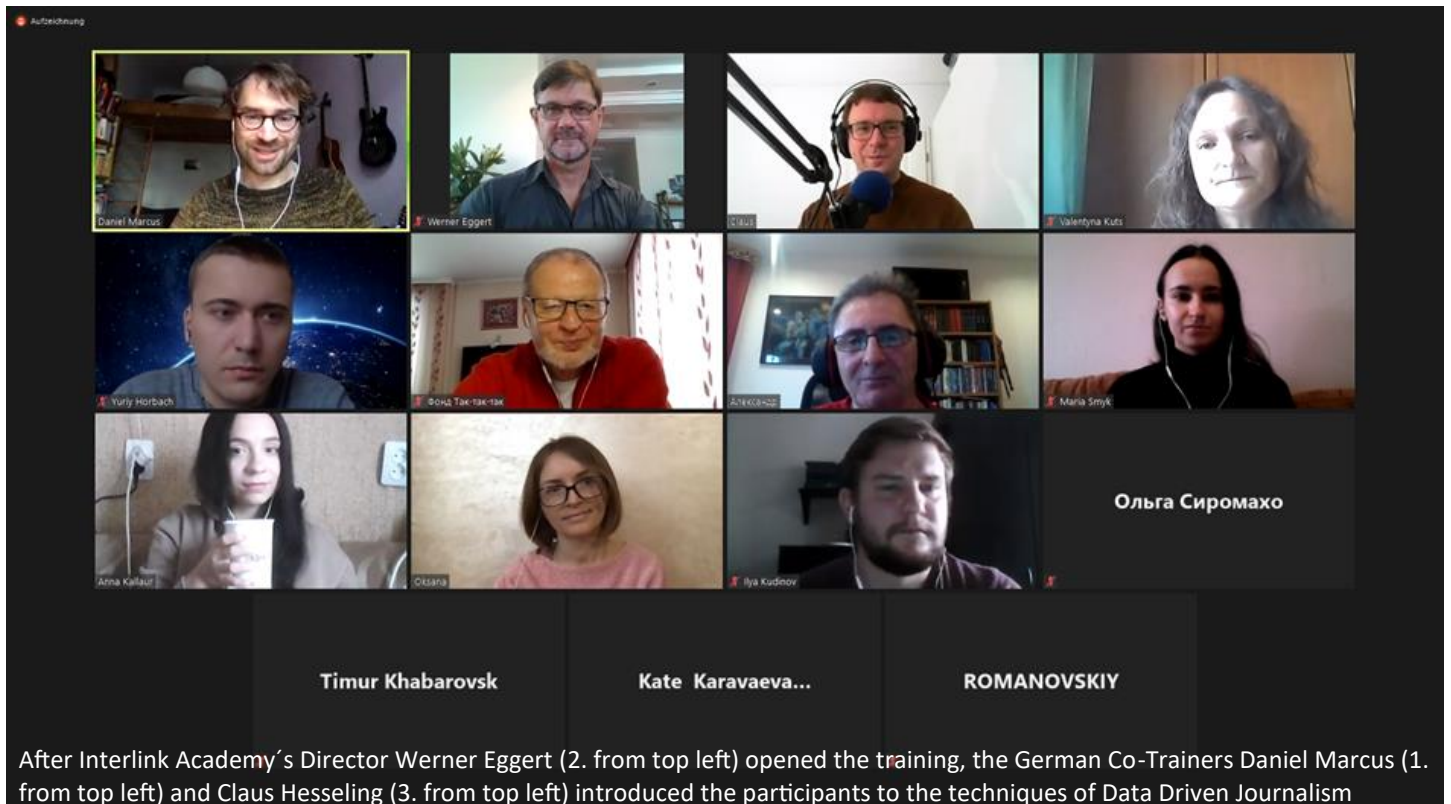 Aufzeichnung
Daniel Marcus
Werner Eggert
Claus
Valentyna Kuts
Yuriy Horbach
Фонд Так-так-так
Александр
Maria Smyk
Anna Kallaur
Oksana
Ilya Kudinov
Ольга Сиромахо
Timur Khabarovsk
Kate Karavaeva...
ROMANOVSKIY
After Interlink Academy´s Director Werner Eggert (2. from top left) opened the training, the German Co-Trainers Daniel Marcus (1.
from top left) and Claus Hesseling (3. from top left) introduced the participants to the techniques of Data Driven Journalism